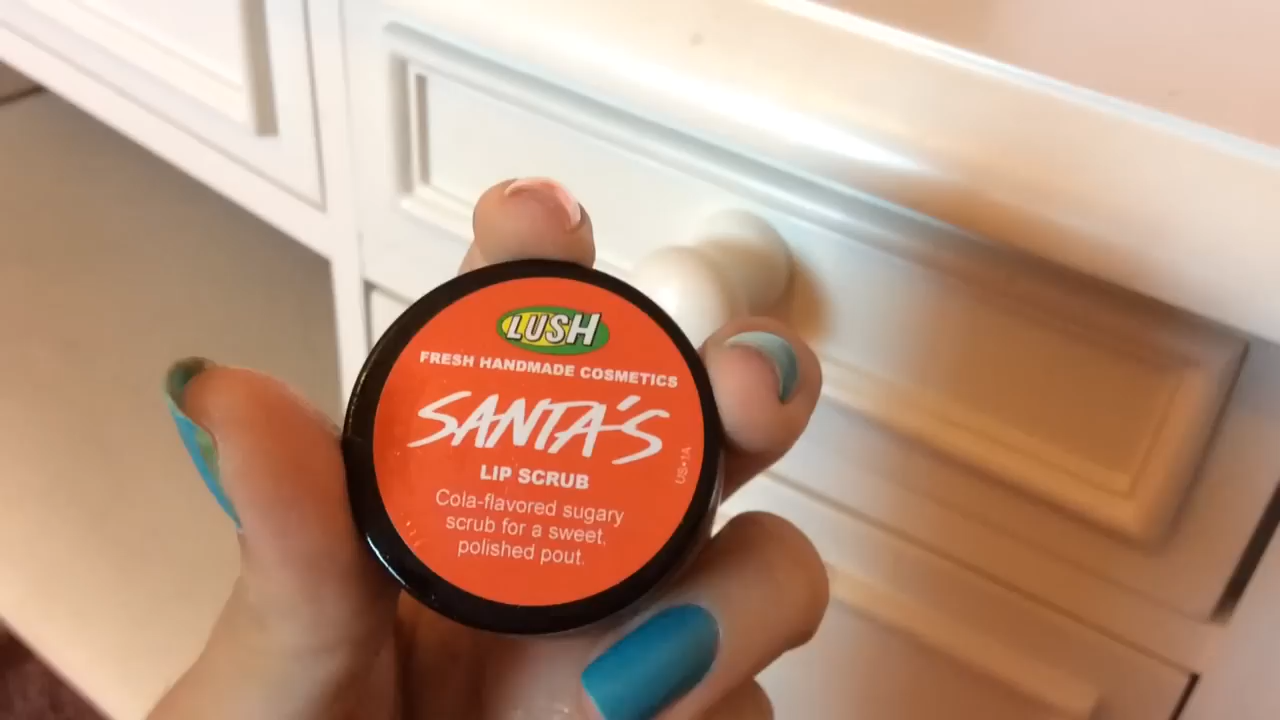 LUSH
FRESH HANDMADE COSMETICS
SANTA'S
LIP SCRUB
Cola-flavored sugary
scrub for a sweet,
polished pout.
US•1A